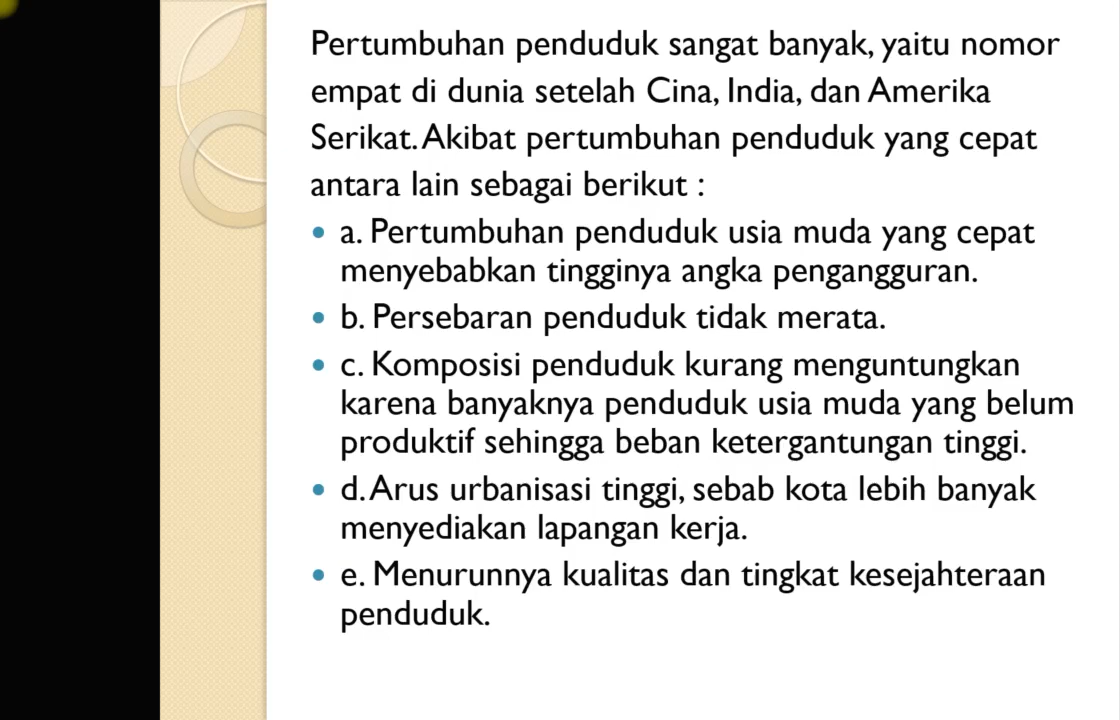 Pertumbuhan penduduk sangat banyak, yaitu nomor
empat di dunia setelah Cina, India, dan Amerika
Serikat. Akibat pertumbuhan penduduk yang cepat
antara lain sebagai berikut :
• a. Pertumbuhan penduduk usia muda yang cepat
menyebabkan tingginya angka pengangguran.
• b. Persebaran penduduk tidak merata.
• c. Komposisi penduduk kurang menguntungkan
karena banyaknya penduduk usia muda yang belum
produktif sehingga beban ketergantungan tinggi.
• d. Arus urbanisasi tinggi, sebab kota lebih banyak
menyediakan lapangan kerja.
• e. Menurunnya kualitas dan tingkat kesejahteraan
penduduk.